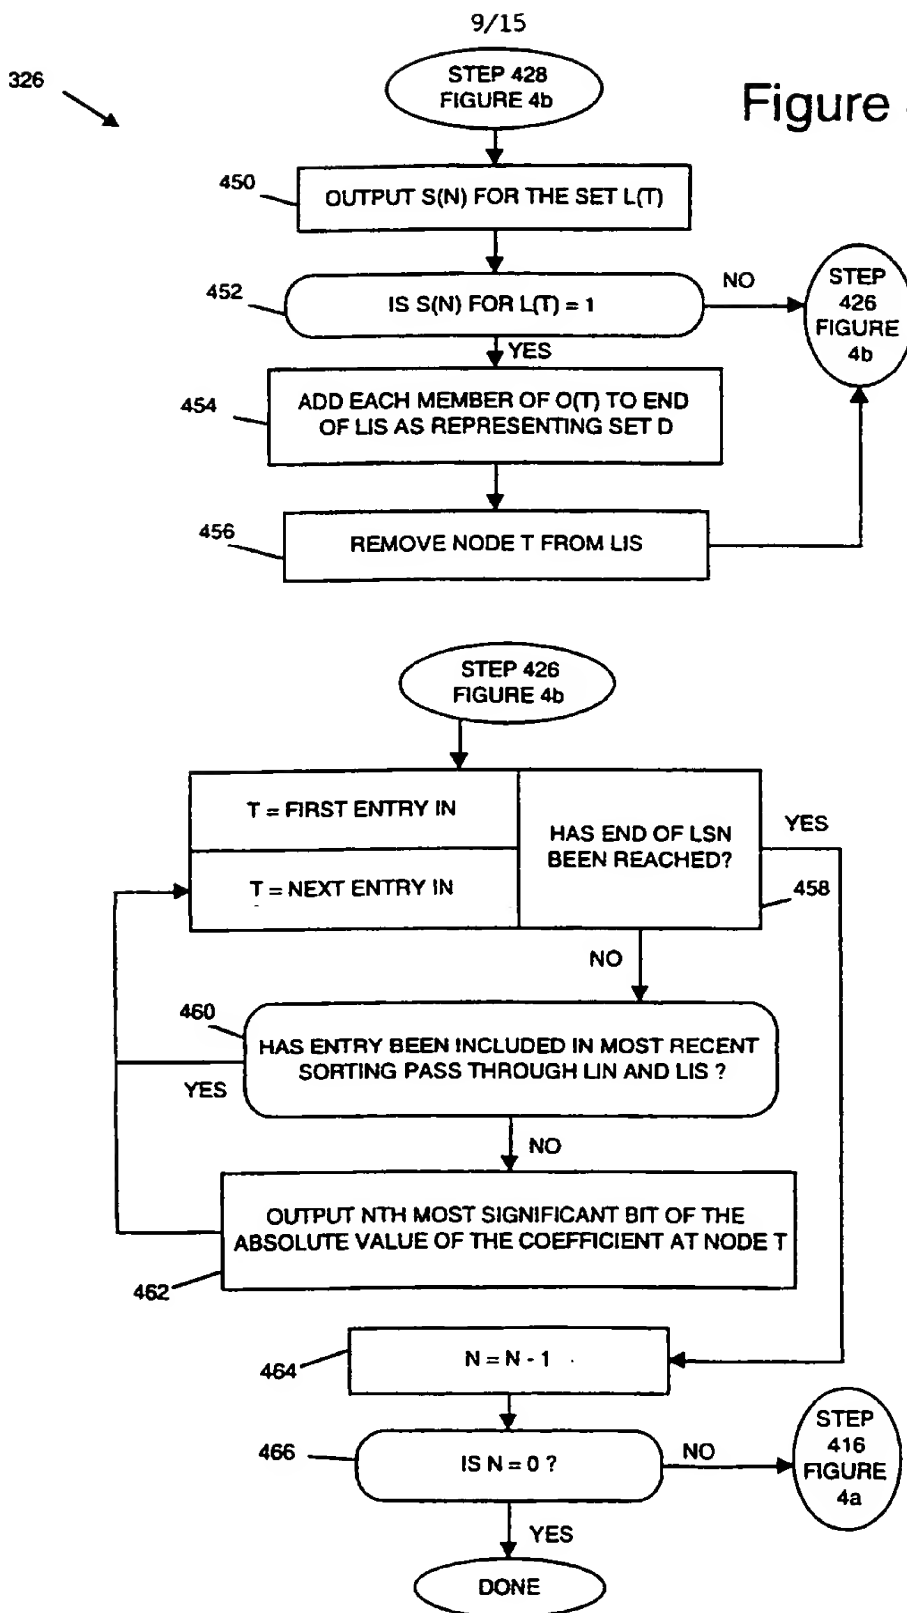 9/15
326
STEP 428
FIGURE 4b
Figure
450
OUTPUT S(N) FOR THE SET L(T)
452
IS S(N) FOR L(T) = 1
NO
STEP
426
FIGURE
4b
YES
454
ADD EACH MEMBER OF O(T) TO END
OF LIS AS REPRESENTING SET D
456
REMOVE NODE T FROM LIS
STEP 426
FIGURE 4b
T = FIRST ENTRY IN
HAS END OF LSN
BEEN REACHED?
YES
T = NEXT ENTRY IN
458
NO
460
HAS ENTRY BEEN INCLUDED IN MOST RECENT
SORTING PASS THROUGH LIN AND LIS ?
YES
NO
OUTPUT NTH MOST SIGNIFICANT BIT OF THE
ABSOLUTE VALUE OF THE COEFFICIENT AT NODE T
462
464
N = N - 1
466
IS N = 0 ?
NO
STEP
416
FIGURE
4a
YES
DONE